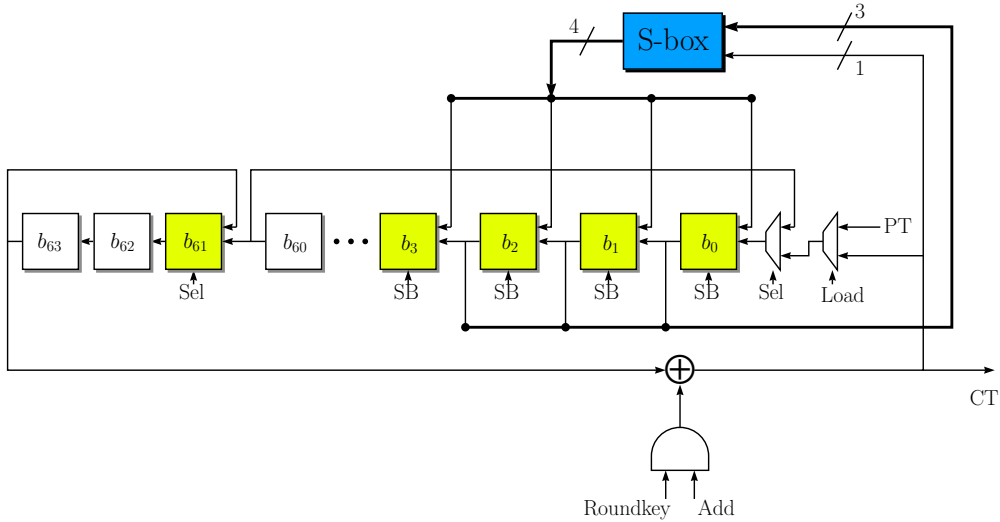 3
4
S-box
1
b63 b62 b61 b60 b3 b2 b1 b0 PT
Sel SB SB SB SB Sel Load
CT
Roundkey Add